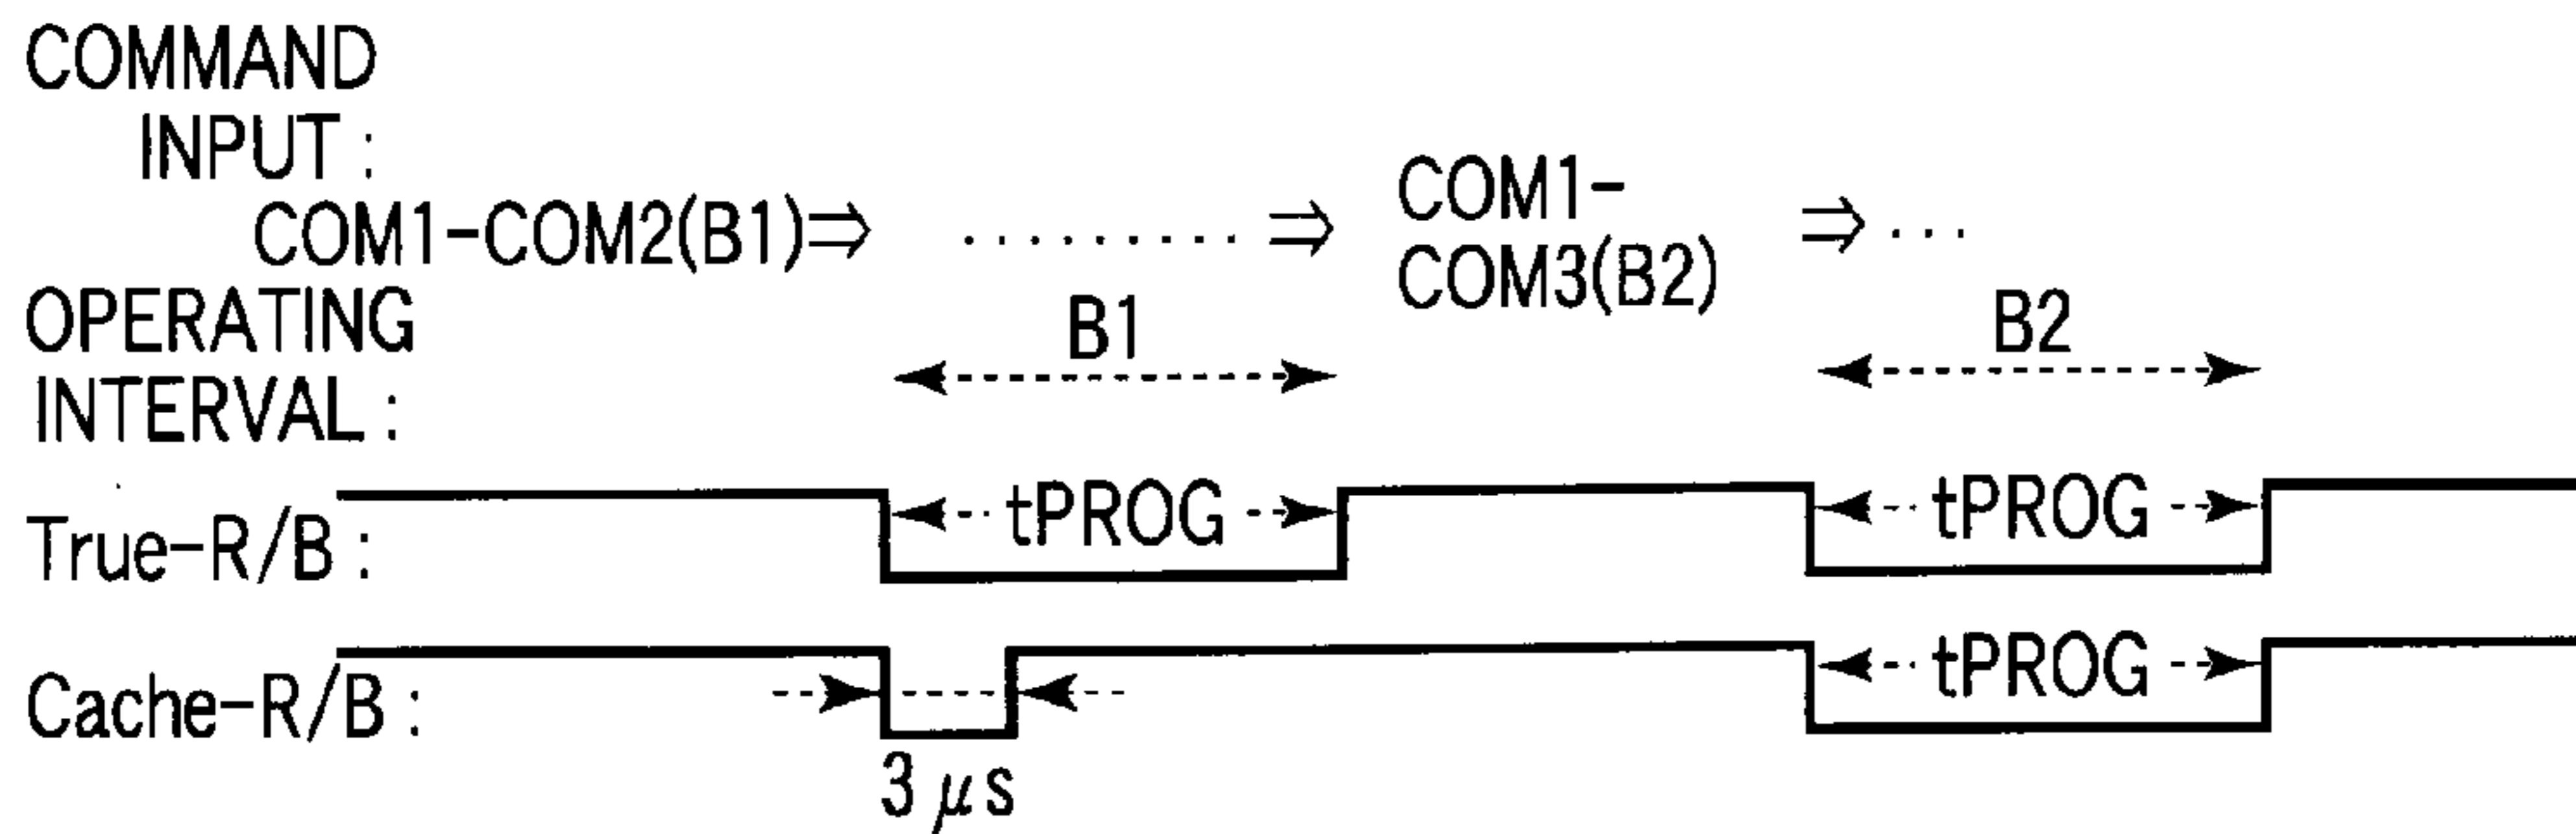 COMMAND
INPUT :
COM1-COM2(B1)⇒ ......... ⇒ COM1-
COM3(B2) ⇒ ...
OPERATING
INTERVAL :
B1
B2
True-R/B :
tPROG
tPROG
Cache-R/B :
3 μs
tPROG